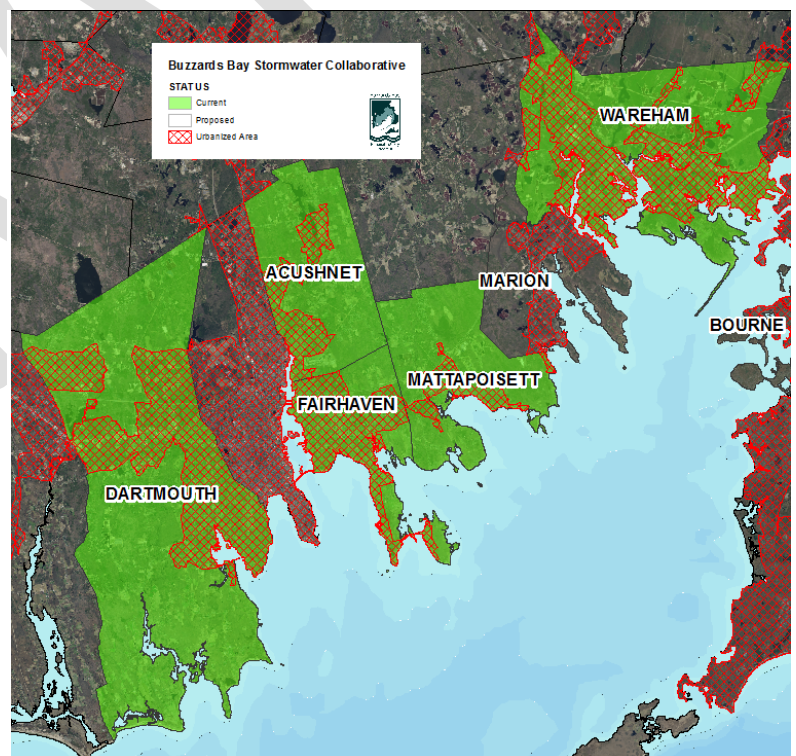 Buzzards Bay Stormwater Collaborative
STATUS
Current
Proposed
Urbanized Area
WAREHAM
ACUSHNET
MARION
BOURNE
MATTAPOISETT
FAIRHAVEN
DARTMOUTH